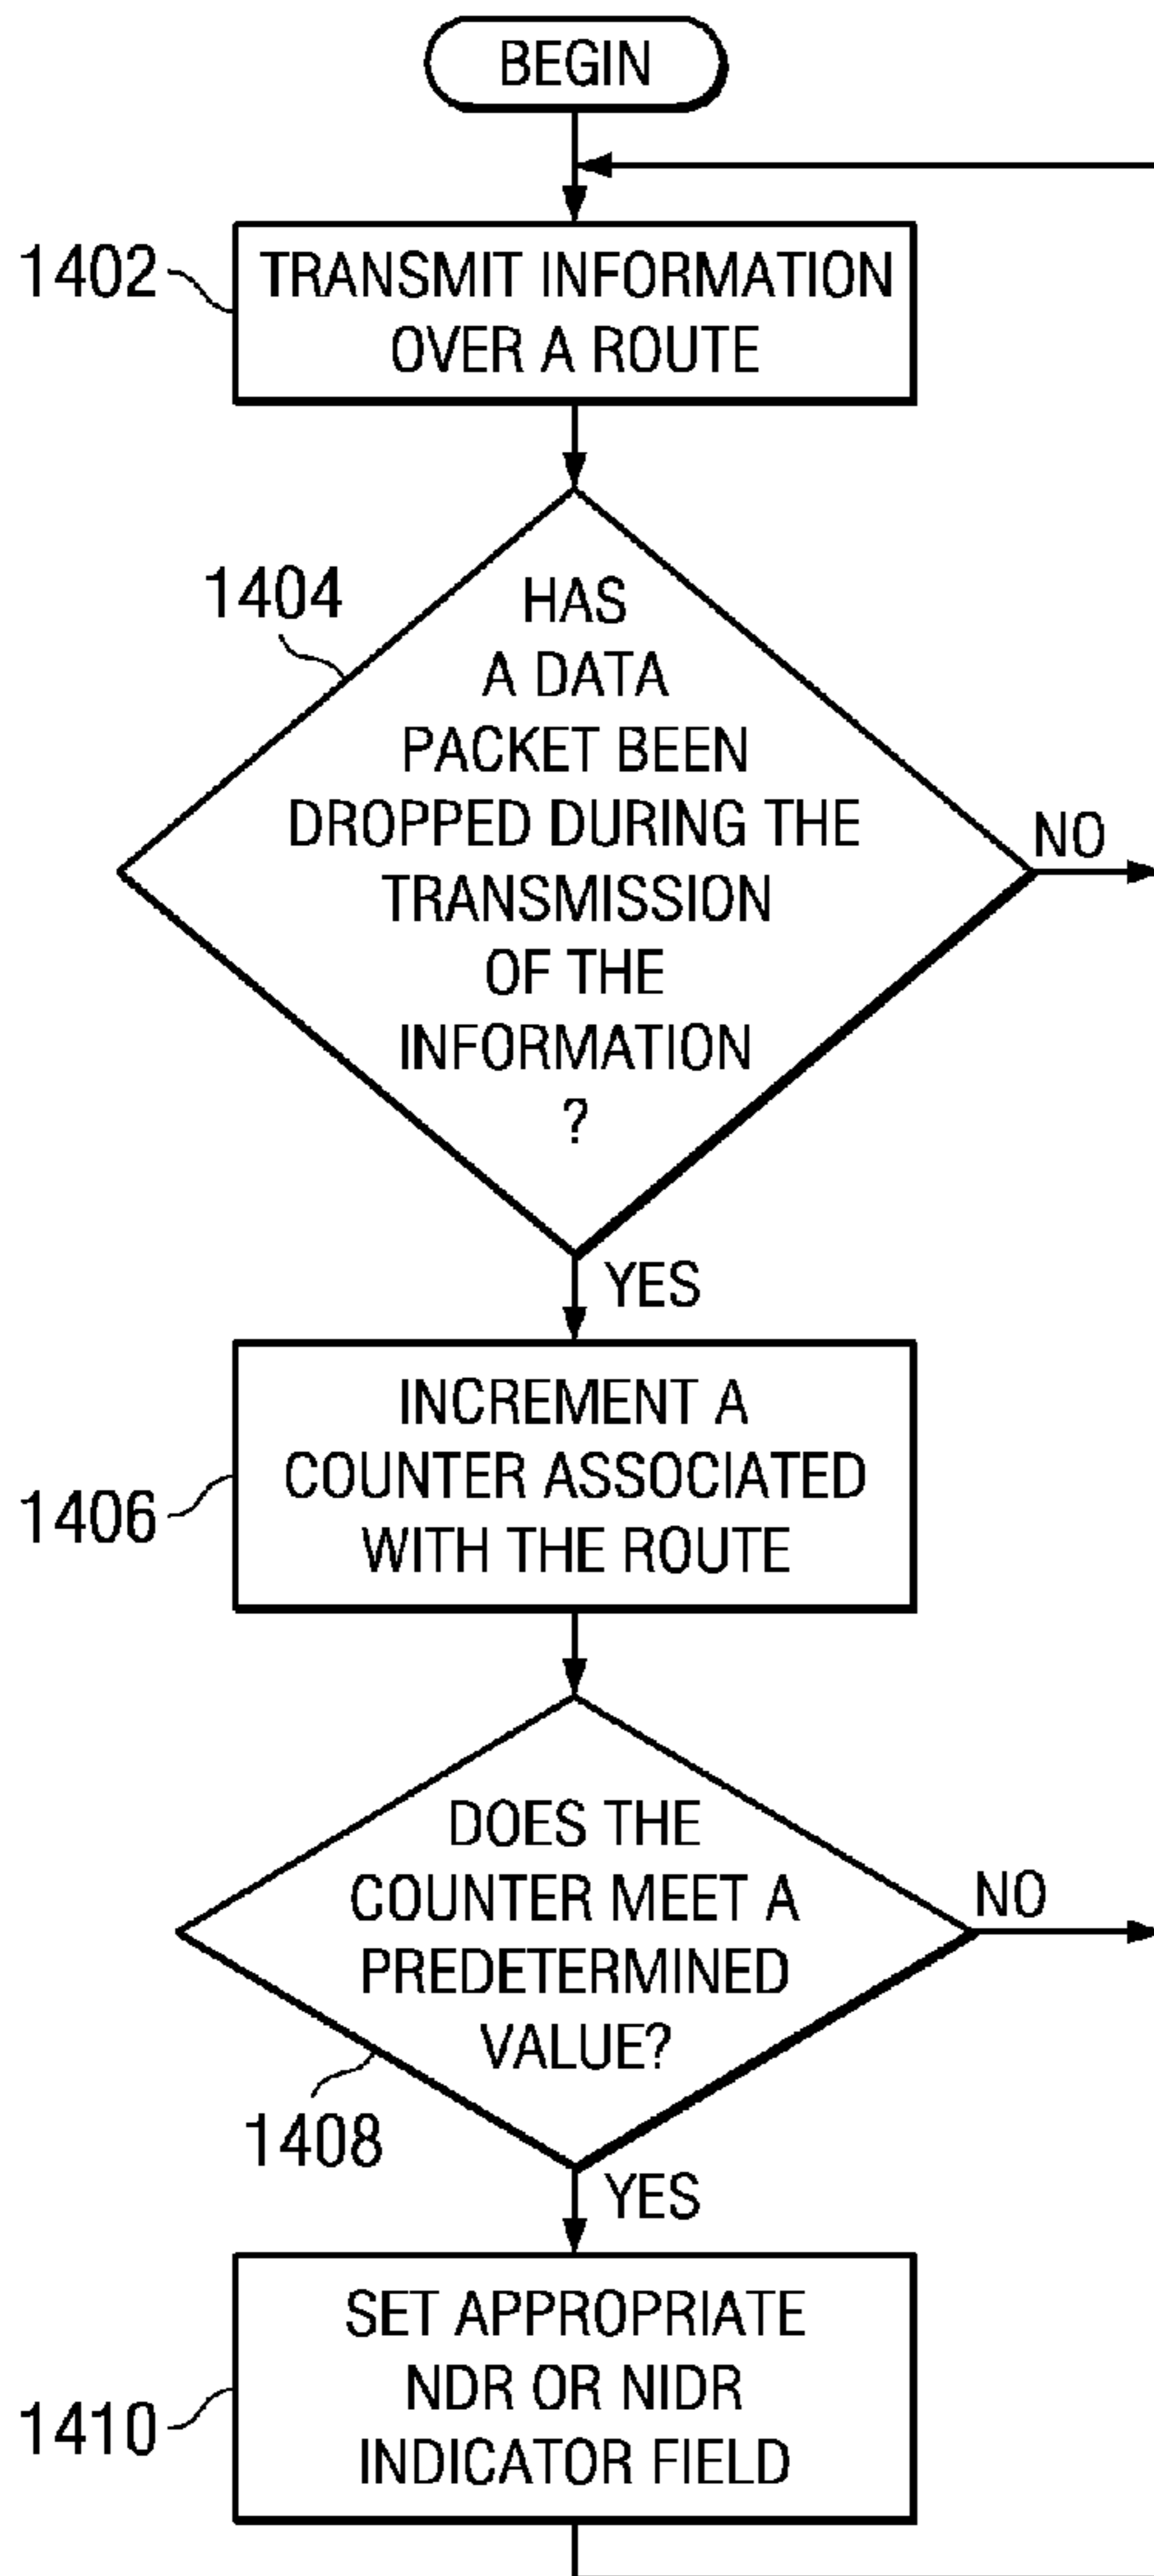 BEGIN
1402
TRANSMIT INFORMATION
OVER A ROUTE
1404
HAS
A DATA
PACKET BEEN
DROPPED DURING THE
TRANSMISSION
OF THE
INFORMATION
?
NO
YES
1406
INCREMENT A
COUNTER ASSOCIATED
WITH THE ROUTE
DOES THE
COUNTER MEET A
PREDETERMINED
VALUE?
NO
1408
YES
1410
SET APPROPRIATE
NDR OR NIDR
INDICATOR FIELD